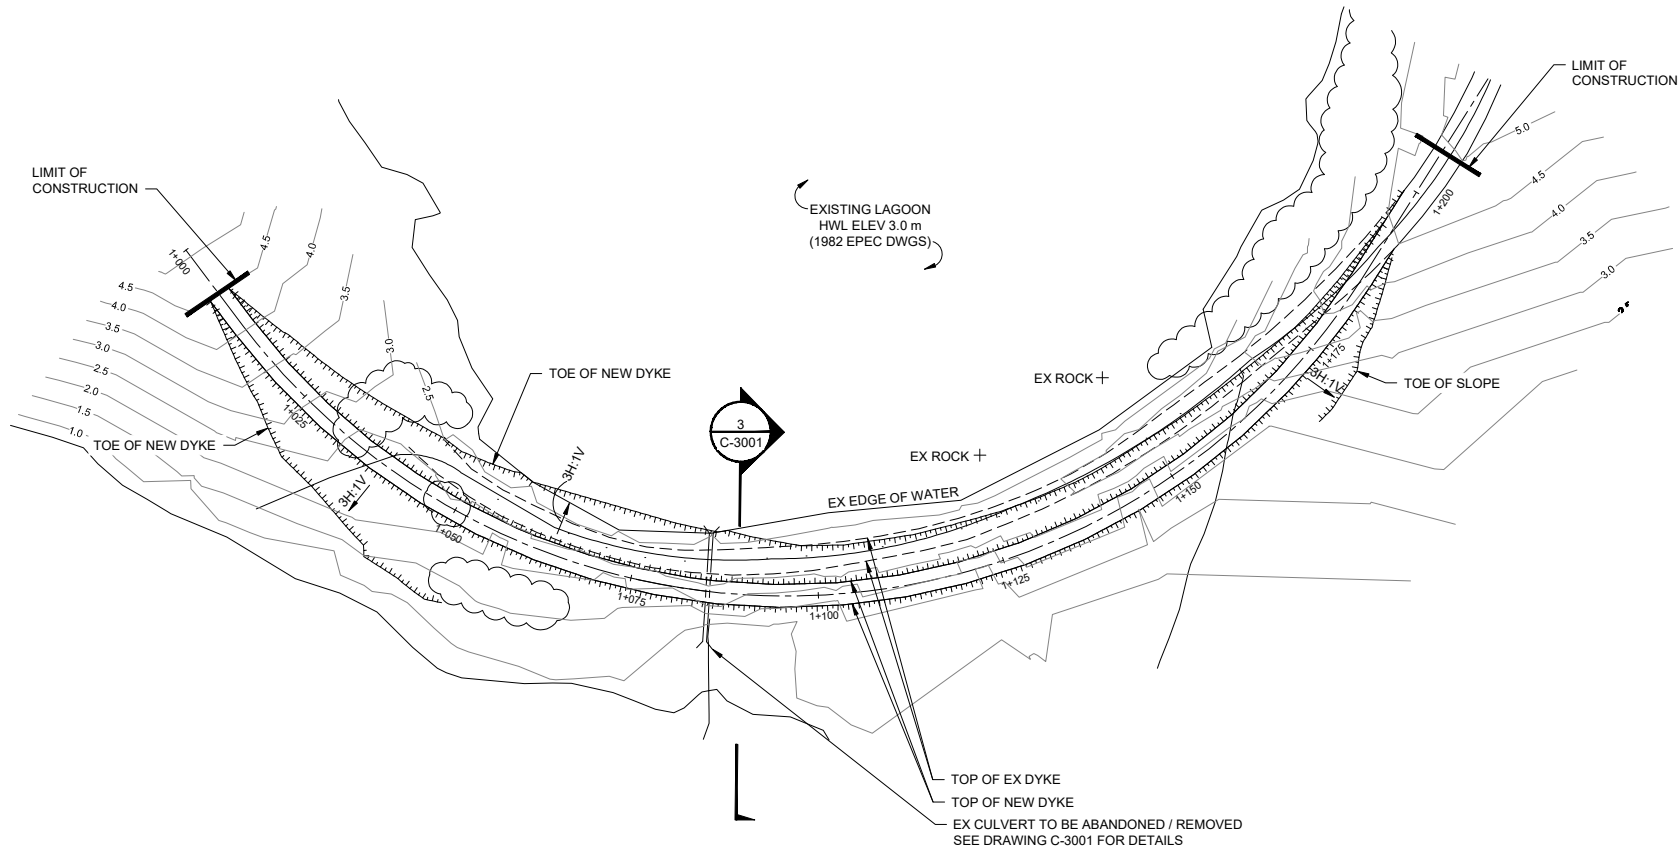 LIMIT OF
CONSTRUCTION
5.0
4.5
4.0
3.5
3.0
LIMIT OF
CONSTRUCTION
EXISTING LAGOON
HWL ELEV 3.0 m
(1982 EPEC DWGS)
1+200
1+000
4.5
4.0
3.5
3.0
2.5
4.5
4.0
3.5
3.0
2.5
2.0
1.5
1.0
TOE OF NEW DYKE
TOE OF NEW DYKE
EX ROCK
EX ROCK
3
C-3001
EX EDGE OF WATER
1+175
3H:1V
TOE OF SLOPE
1+025
3H:1V
3H:1V
1+050
1+075
1+100
1+125
1+150
TOP OF EX DYKE
TOP OF NEW DYKE
EX CULVERT TO BE ABANDONED / REMOVED
SEE DRAWING C-3001 FOR DETAILS